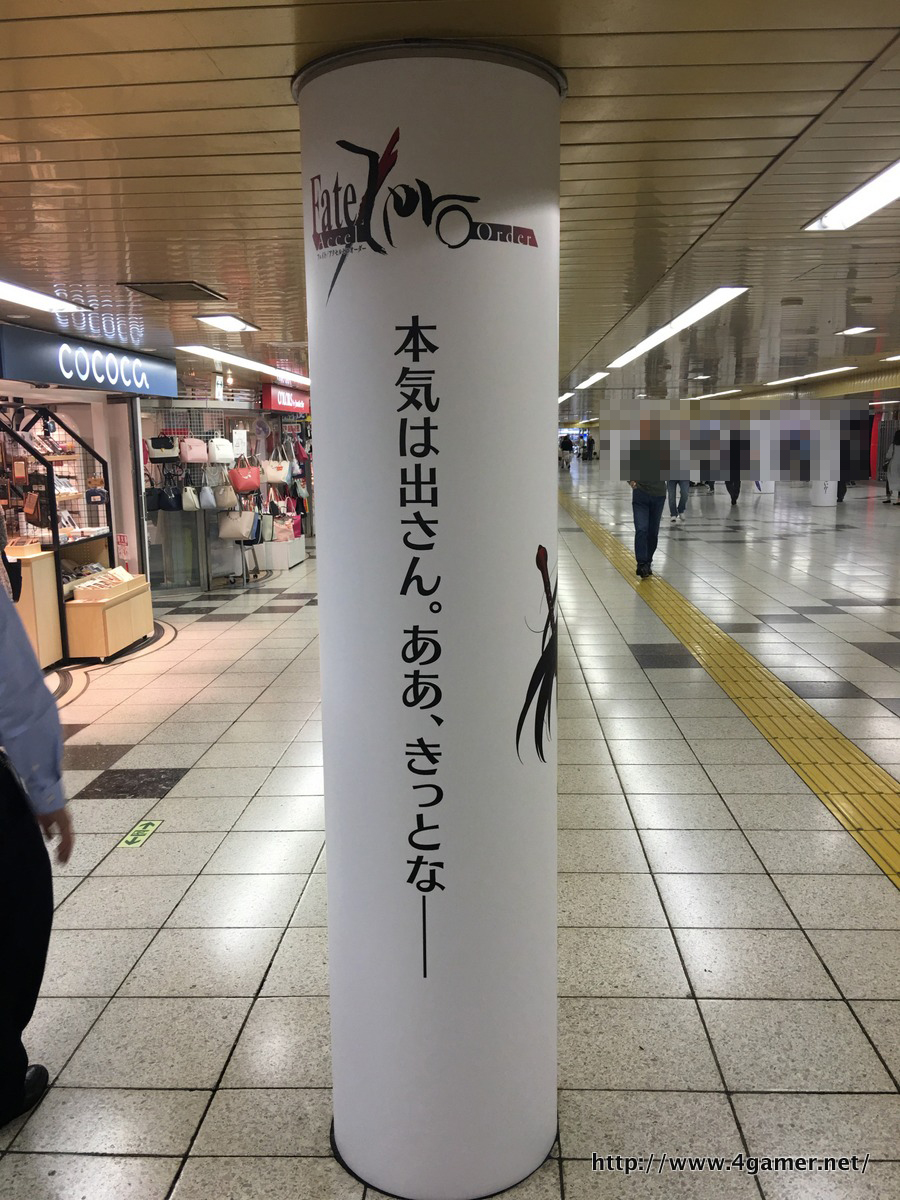 Fate
Zero
Accel Order
本気は出さん。ああ、きっとな——
COCOCA
http://www.4gamer.net/